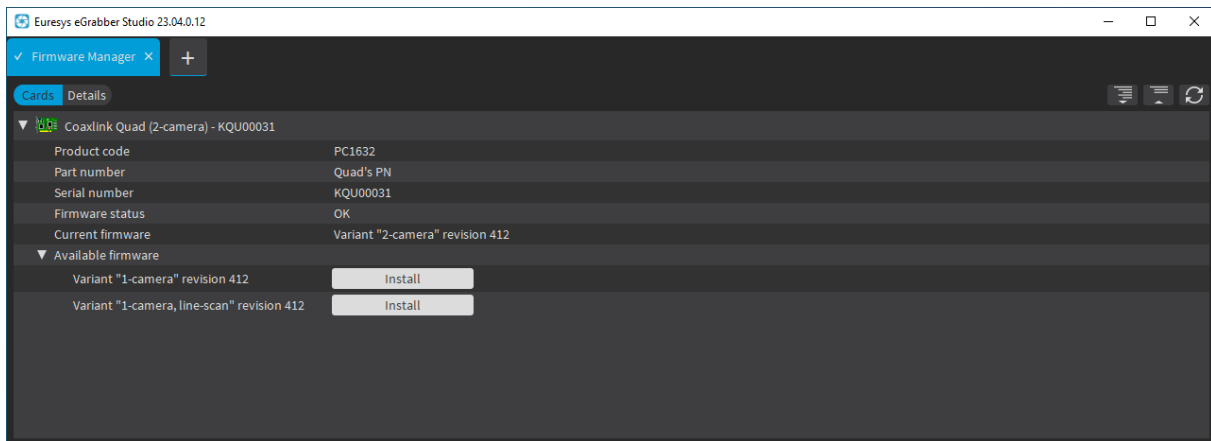 Euresys eGrabber Studio 23.04.0.12
Firmware Manager
Cards Details
Coaxlink Quad (2-camera) - KQU00031
Product code PC1632
Part number Quad's PN
Serial number KQU00031
Firmware status OK
Current firmware Variant "2-camera" revision 412
Available firmware
Variant "1-camera" revision 412 Install
Variant "1-camera, line-scan" revision 412 Install